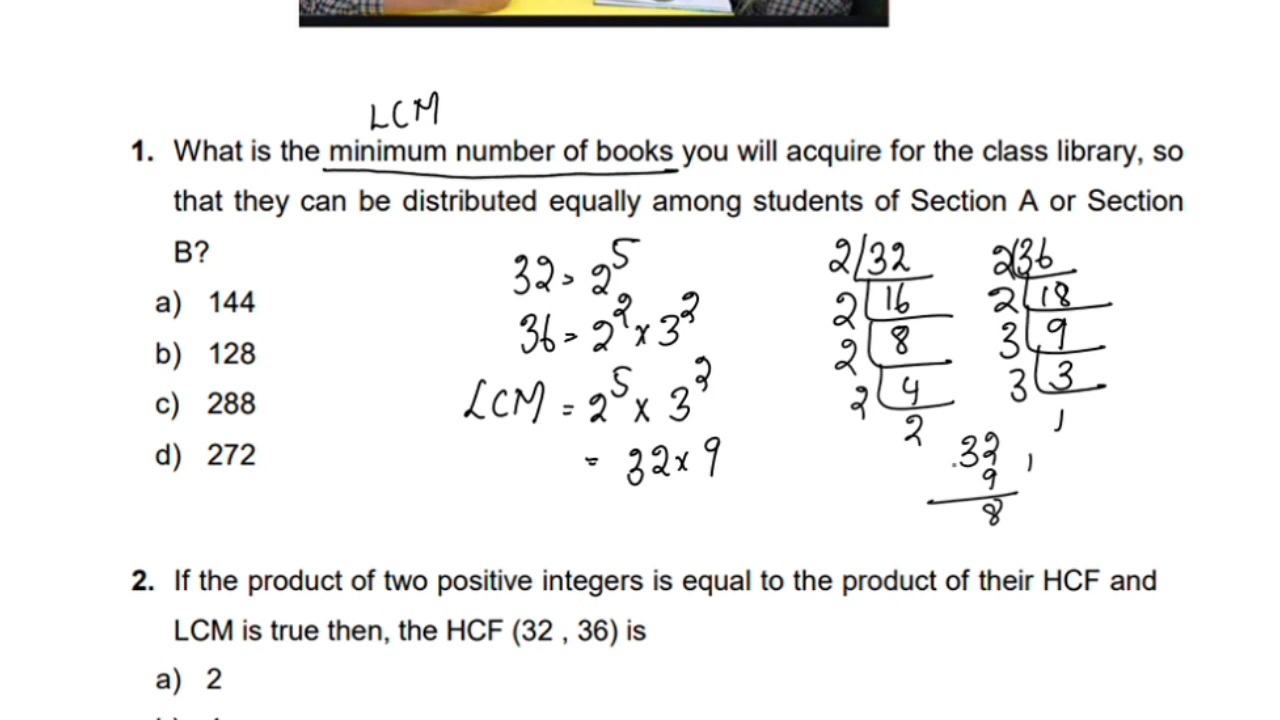 LCM
1. What is the minimum number of books you will acquire for the class library, so
that they can be distributed equally among students of Section A or Section
B?
a) 144
b) 128
c) 288
d) 272
32 = 2^5
36 = 2^2 x 3^2
LCM = 2^5 x 3^2
= 32 x 9
2 32
2 16
2 8
2 4
2
2 36
2 18
3 9
3 3
1
32 1
9
8
2. If the product of two positive integers is equal to the product of their HCF and
LCM is true then, the HCF (32 , 36) is
a) 2